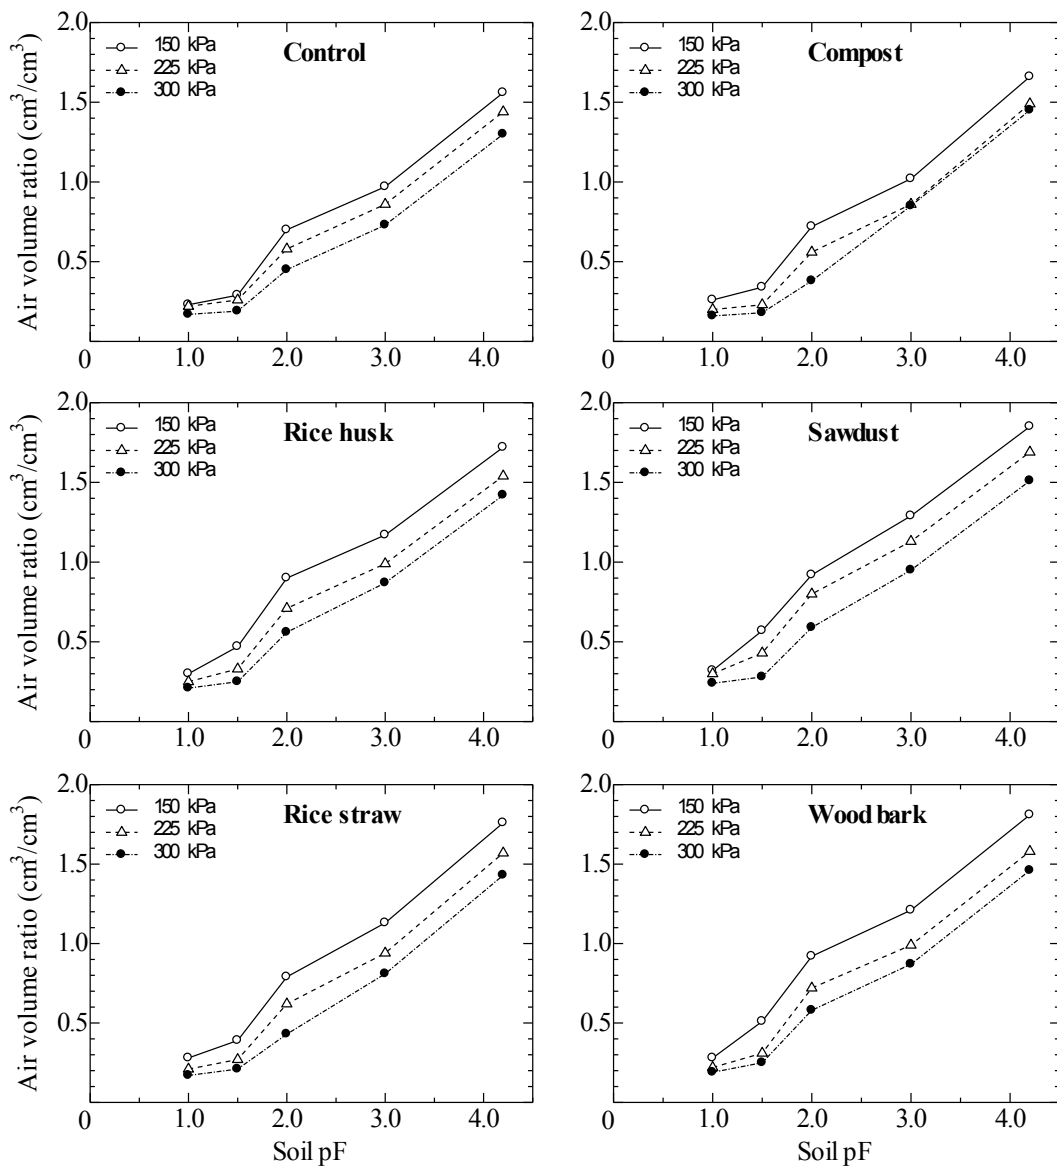 2.0
150 kPa
225 kPa
300 kPa
Control
1.5
1.0
0.5
0
1.0
2.0
3.0
4.0
Air volume ratio (cm³/cm³)
2.0
150 kPa
225 kPa
300 kPa
Compost
1.5
1.0
0.5
0
1.0
2.0
3.0
4.0
2.0
150 kPa
225 kPa
300 kPa
Rice husk
1.5
1.0
0.5
0
1.0
2.0
3.0
4.0
Air volume ratio (cm³/cm³)
2.0
150 kPa
225 kPa
300 kPa
Sawdust
1.5
1.0
0.5
0
1.0
2.0
3.0
4.0
2.0
150 kPa
225 kPa
300 kPa
Rice straw
1.5
1.0
0.5
0
1.0
2.0
3.0
4.0
Air volume ratio (cm³/cm³)
Soil pF
2.0
150 kPa
225 kPa
300 kPa
Wood bark
1.5
1.0
0.5
0
1.0
2.0
3.0
4.0
Soil pF